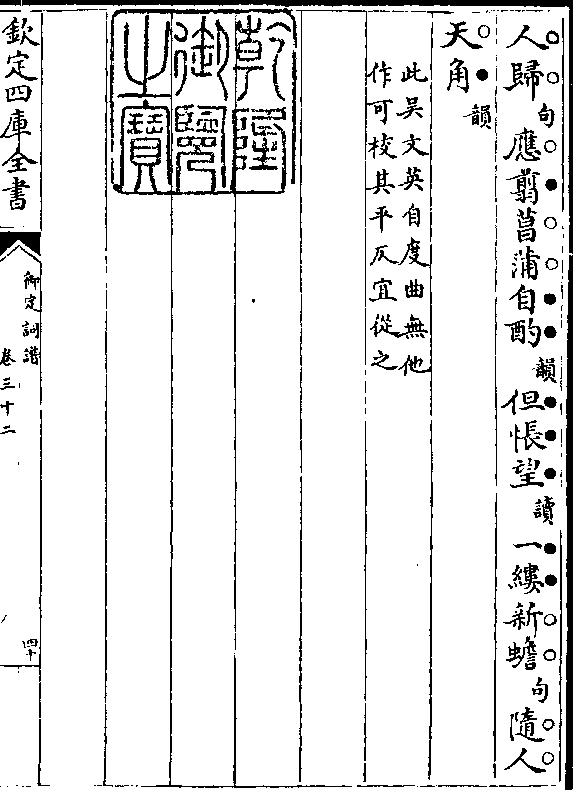 人歸句應翦菖蒲自酌韻但悵望讀一縷新蟾句隨人
天角韻
此吳文英自度曲無他
作可校其平仄宜從之
乾隆
御覽
之寶
欽定四庫全書
御定詞譜
卷三十二
四十